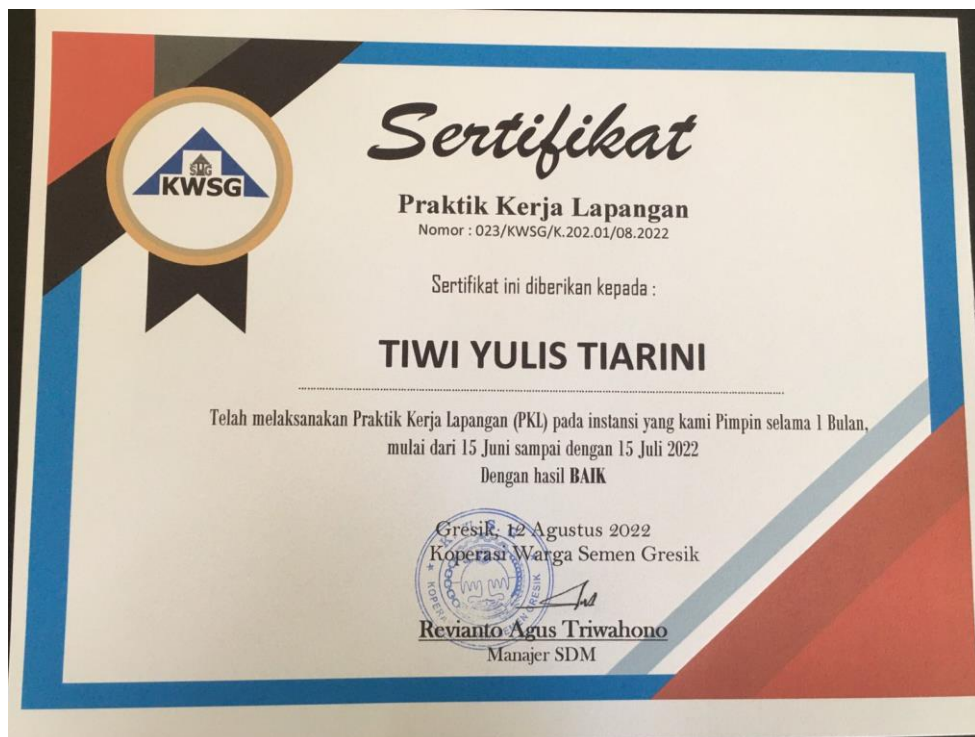 SMG
KWSG
Sertifikat
Praktik Kerja Lapangan
Nomor : 023/KWSG/K.202.01/08.2022
Sertifikat ini diberikan kepada :
TIWI YULIS TIARINI
Telah melaksanakan Praktik Kerja Lapangan (PKL) pada instansi yang kami Pimpin selama 1 Bulan,
mulai dari 15 Juni sampai dengan 15 Juli 2022
Dengan hasil BAIK
Gresik, 12 Agustus 2022
Koperasi Warga Semen Gresik
Revianto Agus Triwahono
Manajer SDM